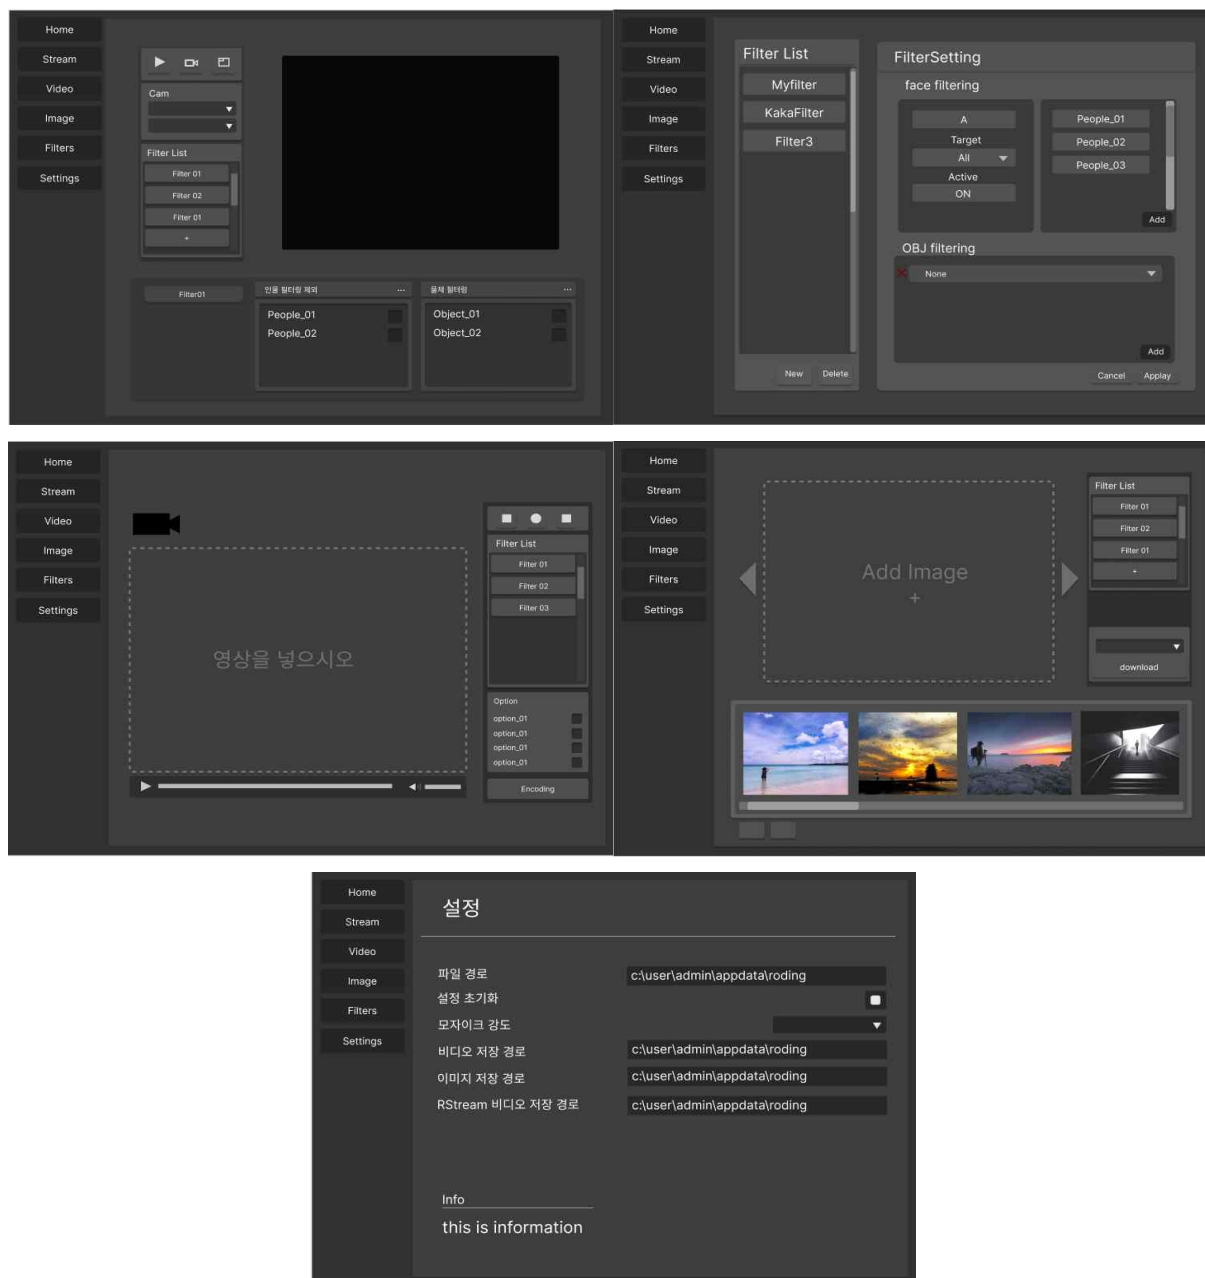 Home
Stream
Video
Image
Filters
Settings
Cam
Filter List
Filter 01
Filter 02
Filter 01
+
Filter01
인물 필터링 제외 ...
People_01
People_02
물체 필터링 ...
Object_01
Object_02
Home
Stream
Video
Image
Filters
Settings
Filter List
Myfilter
KakaFilter
Filter3
New Delete
FilterSetting
face filtering
A
Target
All
Active
ON
People_01
People_02
People_03
Add
OBJ filtering
None
Add
Cancel Applay
Home
Stream
Video
Image
Filters
Settings
영상을 넣으시오
Filter List
Filter 01
Filter 02
Filter 03
Option
option_01
option_01
option_01
option_01
Encoding
Home
Stream
Video
Image
Filters
Settings
Add Image
+
Filter List
Filter 01
Filter 02
Filter 01
+
download
Home
Stream
Video
Image
Filters
Settings
설정
파일 경로 c:\user\admin\appdata\roding
설정 초기화
모자이크 강도
비디오 저장 경로 c:\user\admin\appdata\roding
이미지 저장 경로 c:\user\admin\appdata\roding
RStream 비디오 저장 경로 c:\user\admin\appdata\roding
Info
this is information